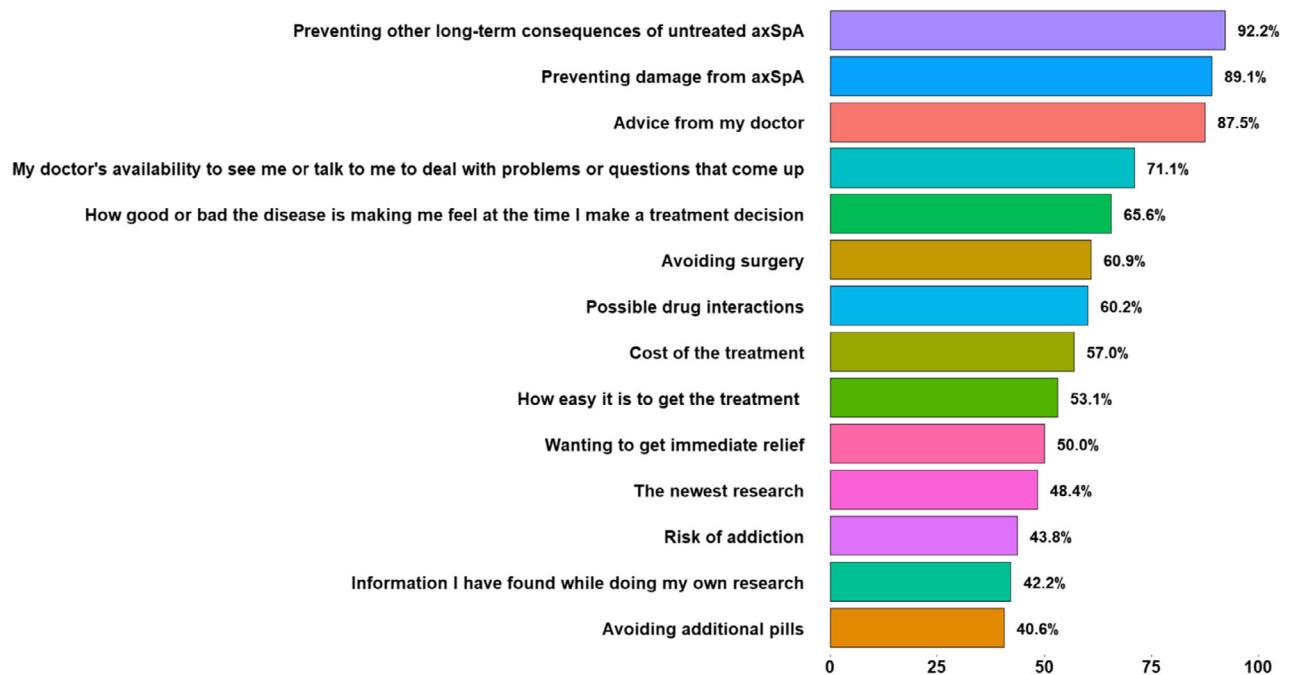 Preventing other long-term consequences of untreated axSpA 92.2%
Preventing damage from axSpA 89.1%
Advice from my doctor 87.5%
My doctor's availability to see me or talk to me to deal with problems or questions that come up 71.1%
How good or bad the disease is making me feel at the time I make a treatment decision 65.6%
Avoiding surgery 60.9%
Possible drug interactions 60.2%
Cost of the treatment 57.0%
How easy it is to get the treatment 53.1%
Wanting to get immediate relief 50.0%
The newest research 48.4%
Risk of addiction 43.8%
Information I have found while doing my own research 42.2%
Avoiding additional pills 40.6%
0 25 50 75 100